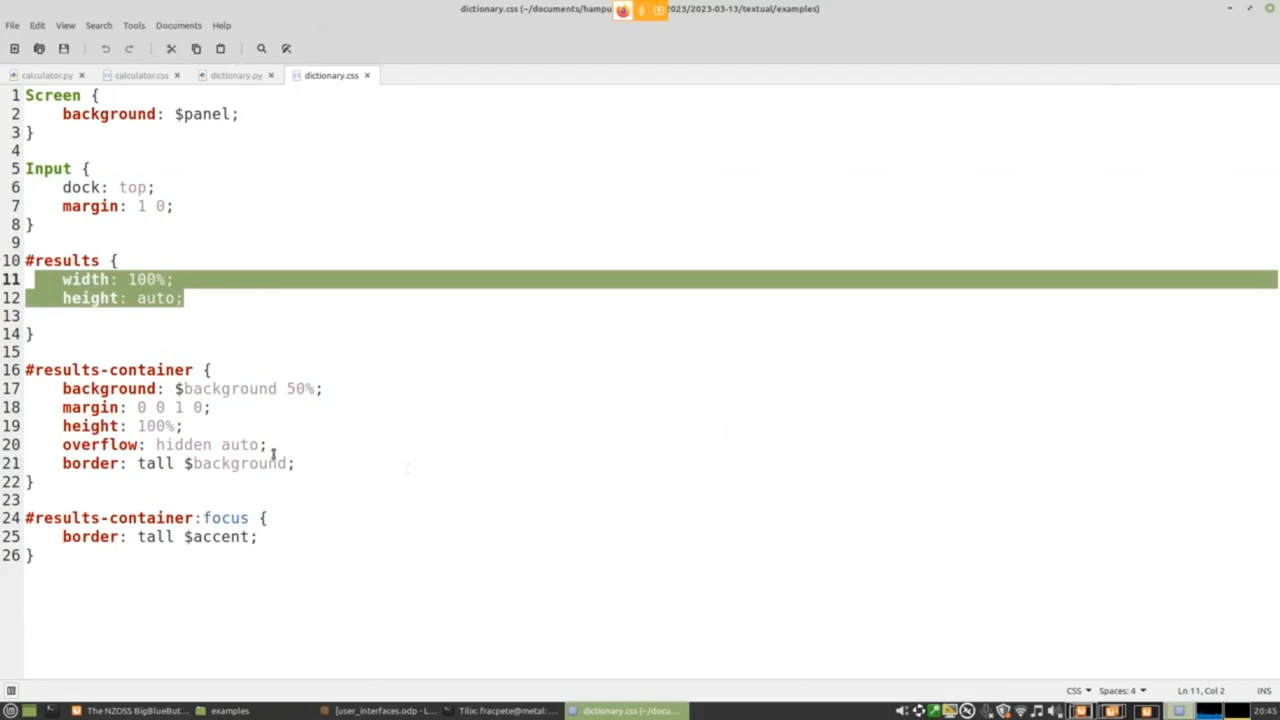 dictionary.css (~/documents/hampu 2023/2023-03-13/textual/examples)
File Edit View Search Tools Documents Help
calculator.py calculator.css dictionary.py dictionary.css
1 Screen {
2 background: $panel;
3 }
4
5 Input {
6 dock: top;
7 margin: 1 0;
8 }
9
10 #results {
11 width: 100%;
12 height: auto;
13
14 }
15
16 #results-container {
17 background: $background 50%;
18 margin: 0 0 1 0;
19 height: 100%;
20 overflow: hidden auto;
21 border: tall $background;
22 }
23
24 #results-container:focus {
25 border: tall $accent;
26 }
CSS Spaces: 4 Ln 11, Col 2 INS
The NZOSS BigBlueBut... examples [user_interfaces.odp - L... Tilix: fracpete@metal: ... dictionary.css (~/docu... 20:45